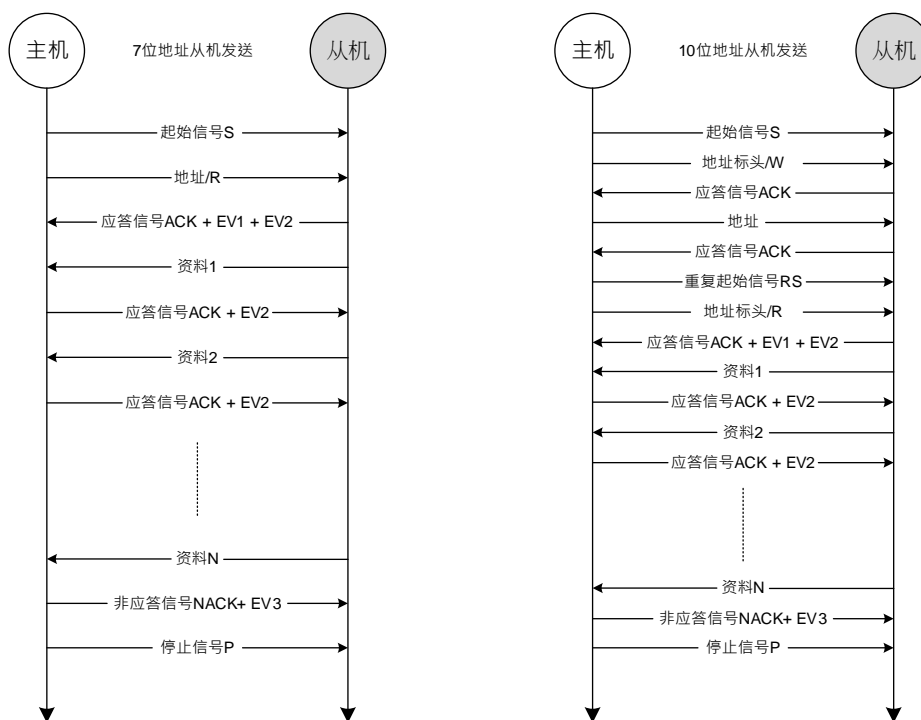 主机
7位地址从机发送
从机
起始信号S
地址/R
应答信号ACK + EV1 + EV2
资料1
应答信号ACK + EV2
资料2
应答信号ACK + EV2
资料N
非应答信号NACK+ EV3
停止信号P
主机
10位地址从机发送
从机
起始信号S
地址标头/W
应答信号ACK
地址
应答信号ACK
重复起始信号RS
地址标头/R
应答信号ACK + EV1 + EV2
资料1
应答信号ACK + EV2
资料2
应答信号ACK + EV2
资料N
非应答信号NACK+ EV3
停止信号P